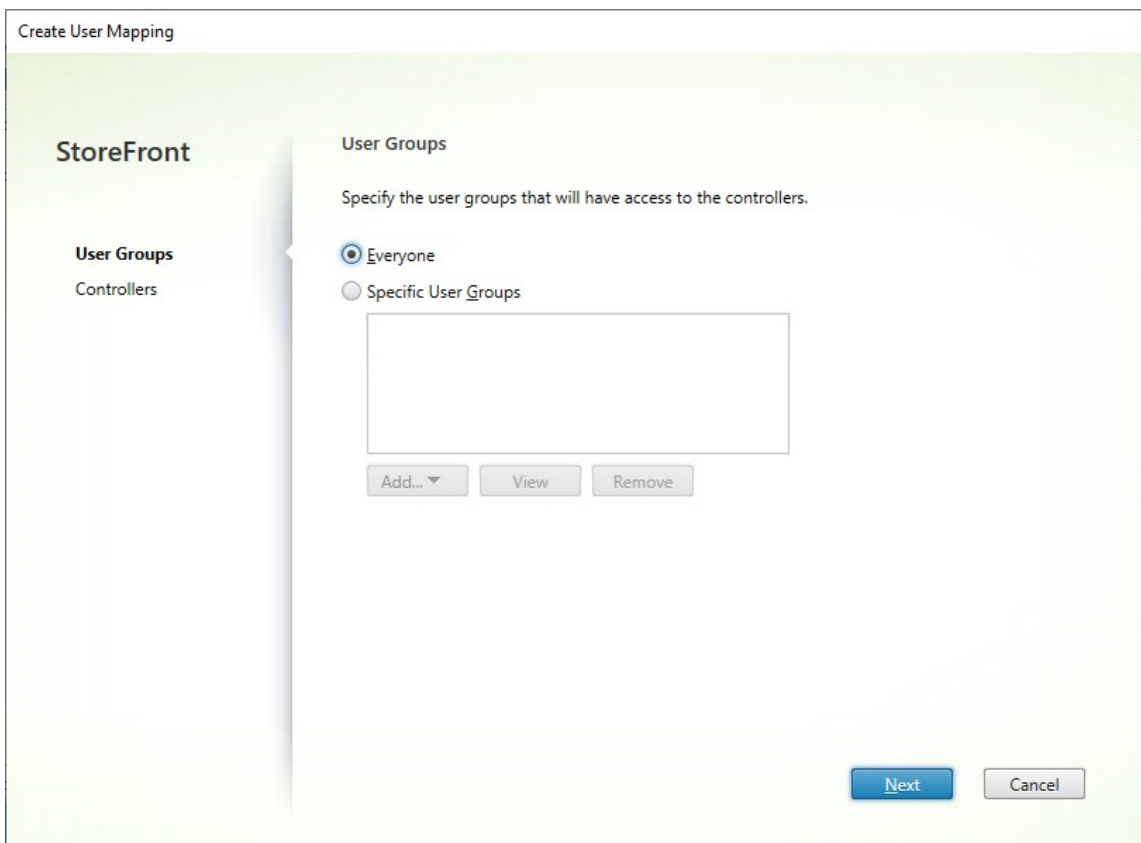 Create User Mapping
StoreFront
User Groups
Controllers
User Groups
Specify the user groups that will have access to the controllers.
Everyone
Specific User Groups
Add...
View
Remove
Next
Cancel